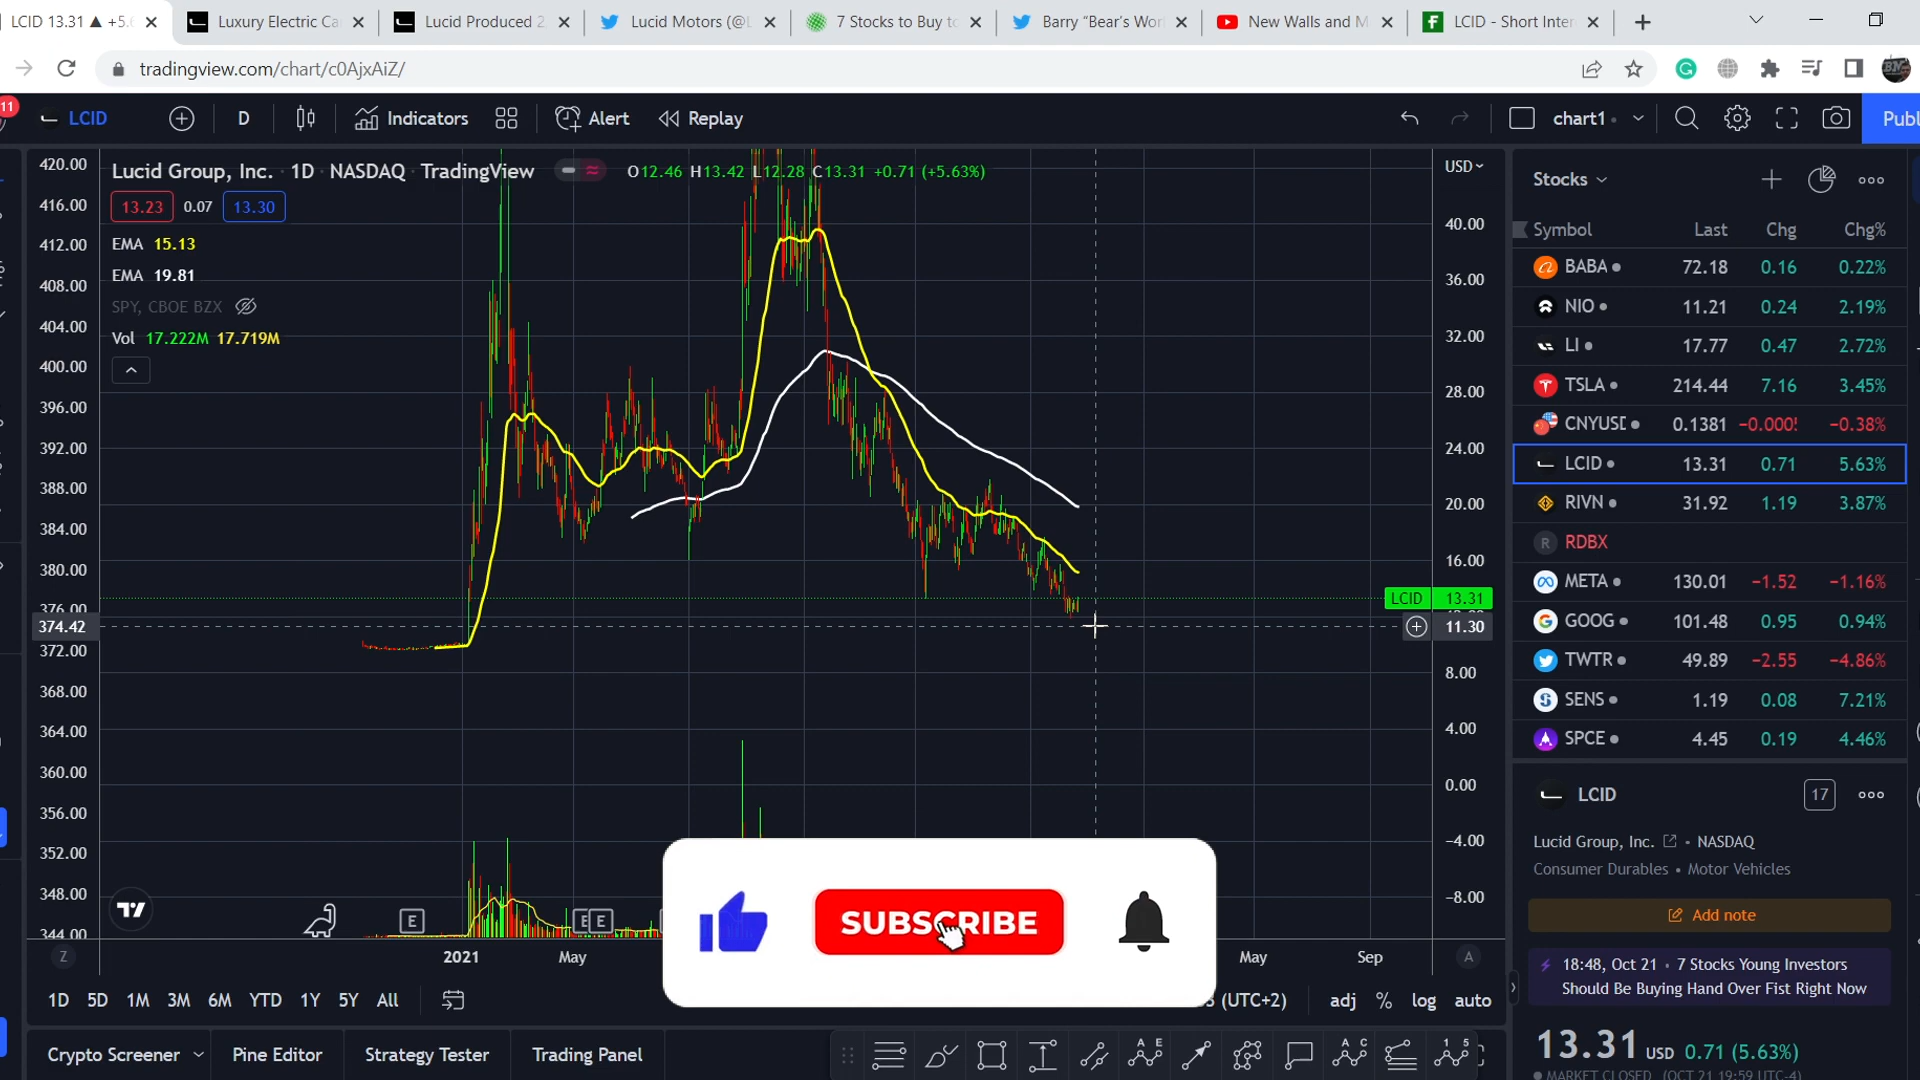 LCID 13.31 ▲ +5.6
Luxury Electric Ca
Lucid Produced 2,
Lucid Motors (@L
7 Stocks to Buy to
Barry “Bear's Wor
New Walls and M
LCID - Short Inter
tradingview.com/chart/c0AjxAiZ/
11
LCID
D
Indicators
Alert
Replay
chart1
Publ
Lucid Group, Inc. · 1D · NASDAQ · TradingView
O12.46 H13.42 L12.28 C13.31 +0.71 (+5.63%)
13.23 0.07 13.30
EMA 15.13
EMA 19.81
SPY, CBOE BZX
Vol 17.222M 17.719M
420.00
416.00
412.00
408.00
404.00
400.00
396.00
392.00
388.00
384.00
380.00
376.00
374.42
372.00
368.00
364.00
360.00
356.00
352.00
348.00
344.00
USD
40.00
36.00
32.00
28.00
24.00
20.00
16.00
LCID 13.31
11.30
8.00
4.00
0.00
−4.00
−8.00
E
E
E
SUBSCRIBE
Z
2021
May
May
Sep
A
1D 5D 1M 3M 6M YTD 1Y 5Y All
(UTC+2)
adj % log auto
Crypto Screener
Pine Editor
Strategy Tester
Trading Panel
Stocks
Symbol Last Chg Chg%
BABA 72.18 0.16 0.22%
NIO 11.21 0.24 2.19%
LI 17.77 0.47 2.72%
TSLA 214.44 7.16 3.45%
CNYUSD 0.1381 −0.000! −0.38%
LCID 13.31 0.71 5.63%
RIVN 31.92 1.19 3.87%
R RDBX
META 130.01 −1.52 −1.16%
GOOG 101.48 0.95 0.94%
TWTR 49.89 −2.55 −4.86%
SENS 1.19 0.08 7.21%
SPCE 4.45 0.19 4.46%
LCID
17
Lucid Group, Inc. • NASDAQ
Consumer Durables • Motor Vehicles
Add note
18:48, Oct 21 · 7 Stocks Young Investors
Should Be Buying Hand Over Fist Right Now
13.31 USD 0.71 (5.63%)
MARKET CLOSED (OCT 21 19:59 UTC-4)